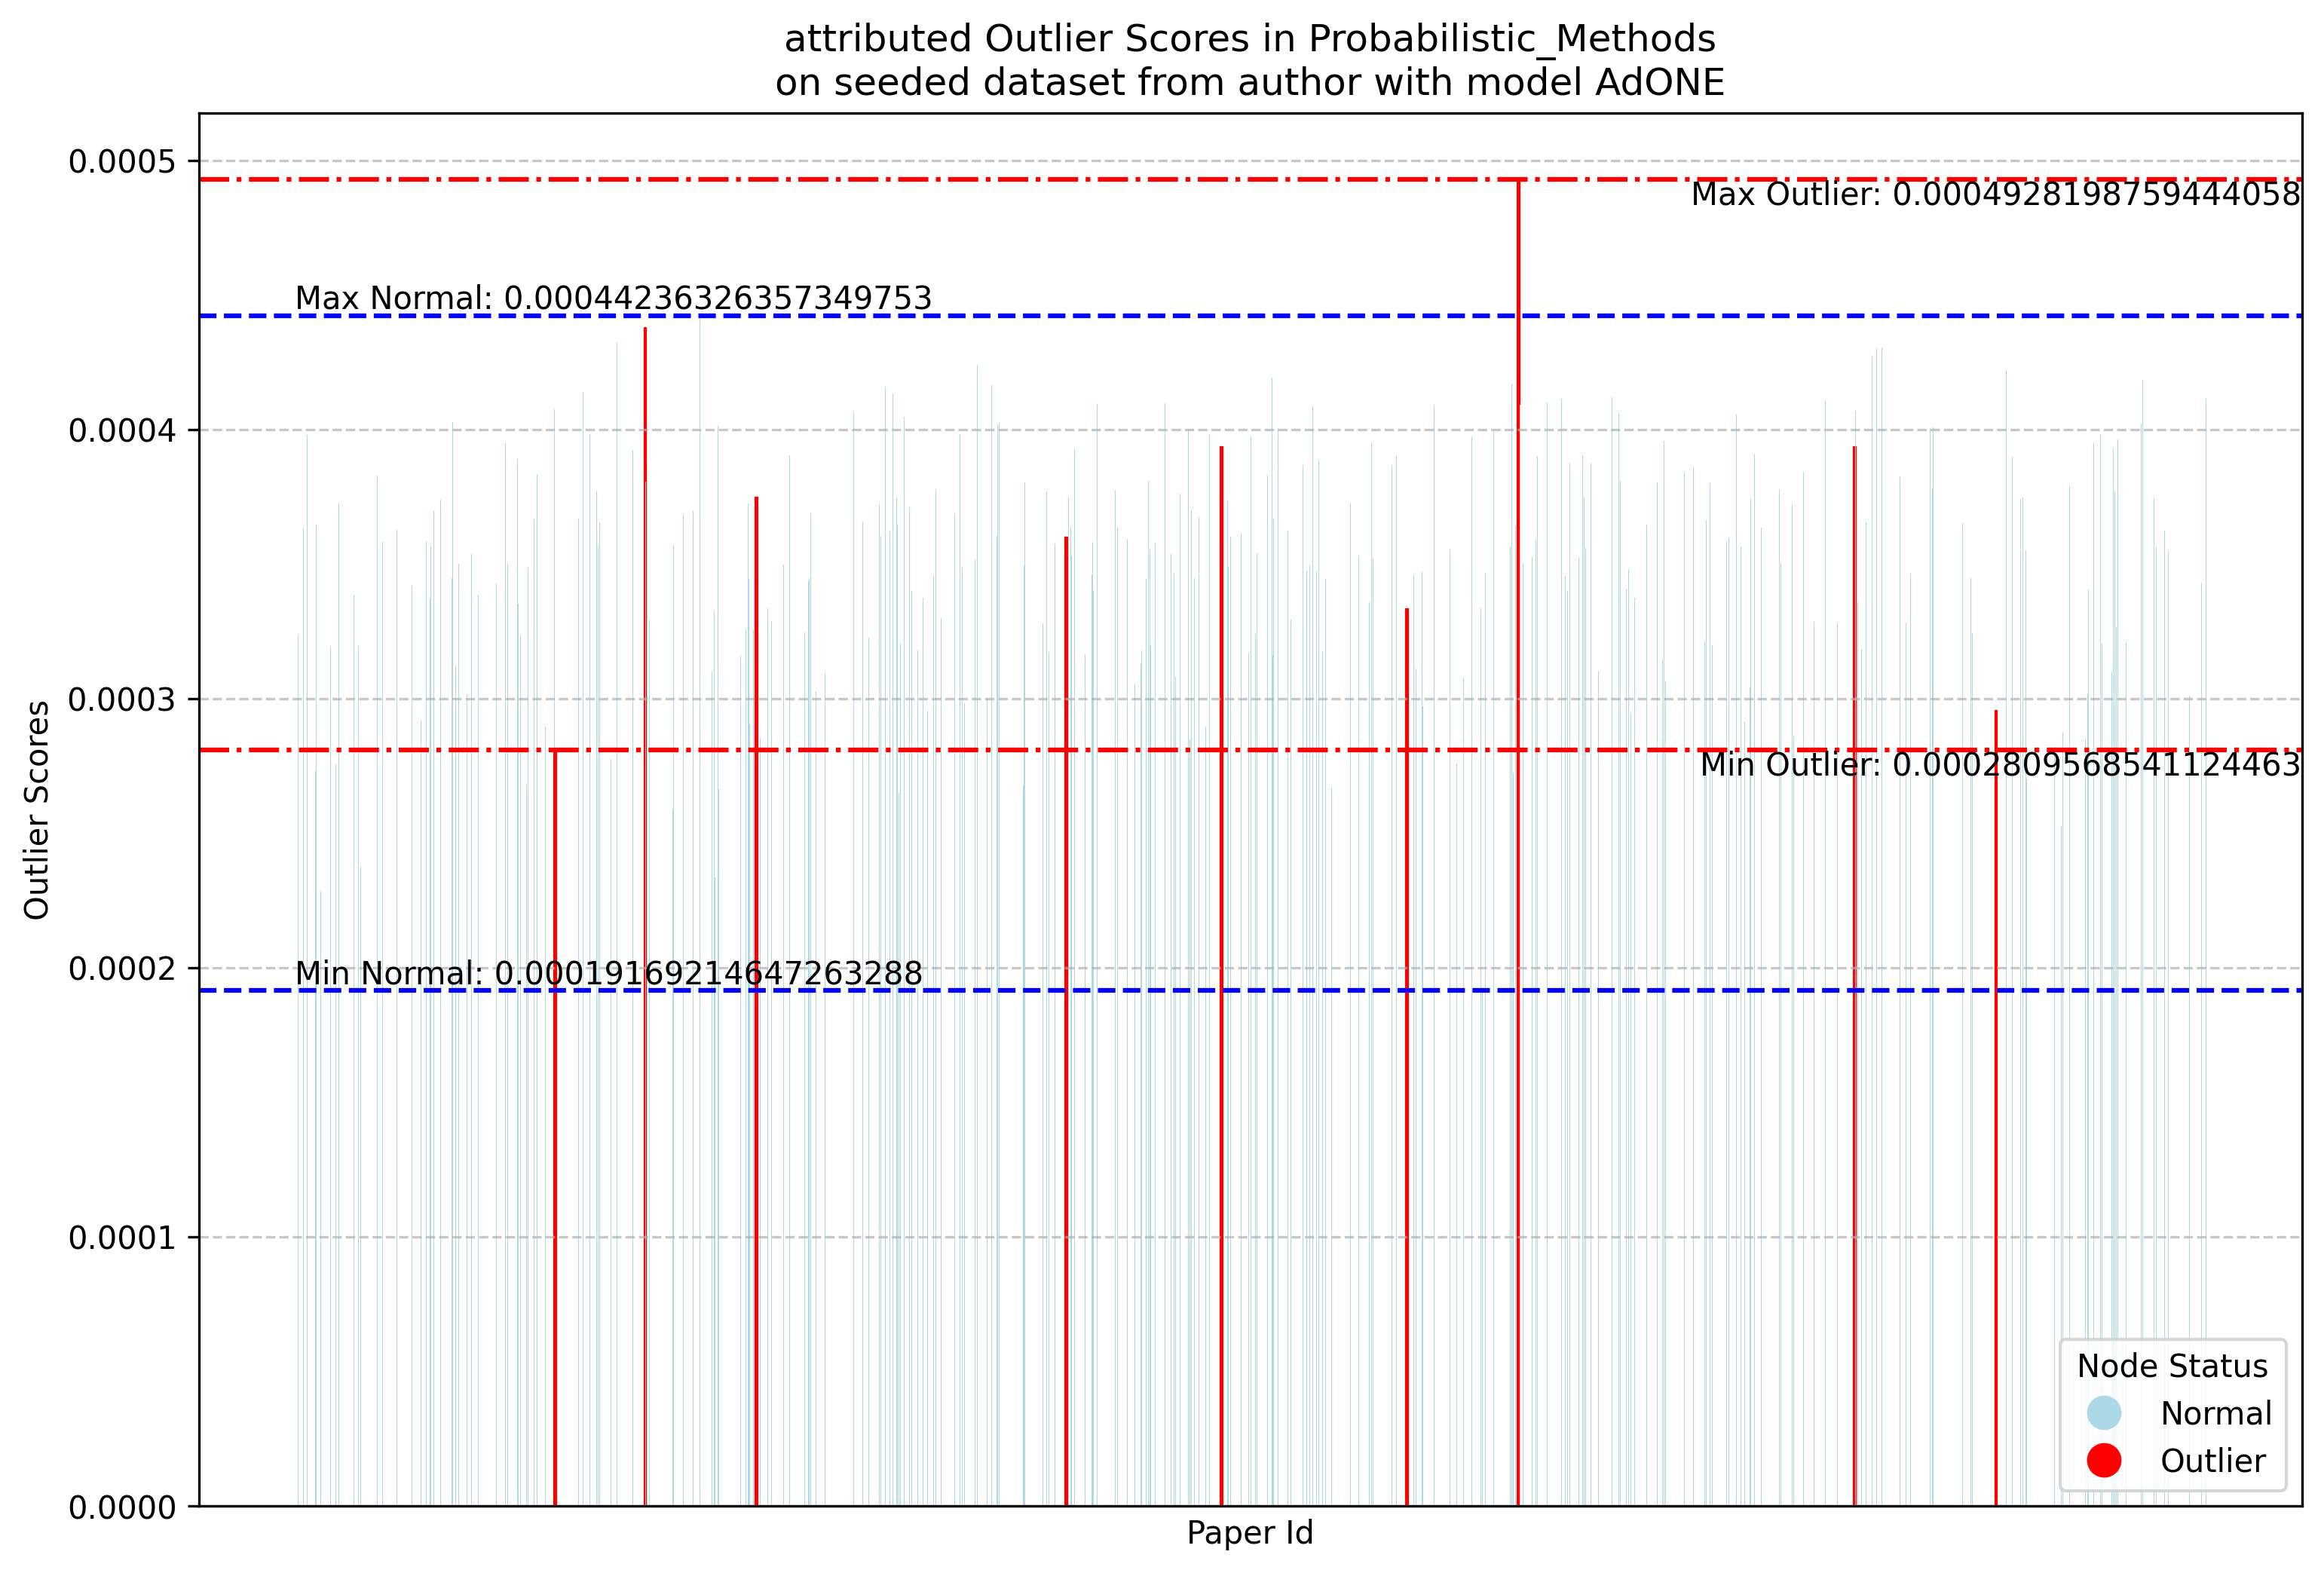 attributed Outlier Scores in Probabilistic_Methods
on seeded dataset from author with model AdONE
0.0005
Max Outlier: 0.0004928198759444058
Max Normal: 0.00044236326357349753
0.0004
0.0003
Min Outlier: 0.0002809568541124463
Outlier Scores
0.0002
Min Normal: 0.00019169214647263288
0.0001
Node Status
Normal
Outlier
0.0000
Paper Id